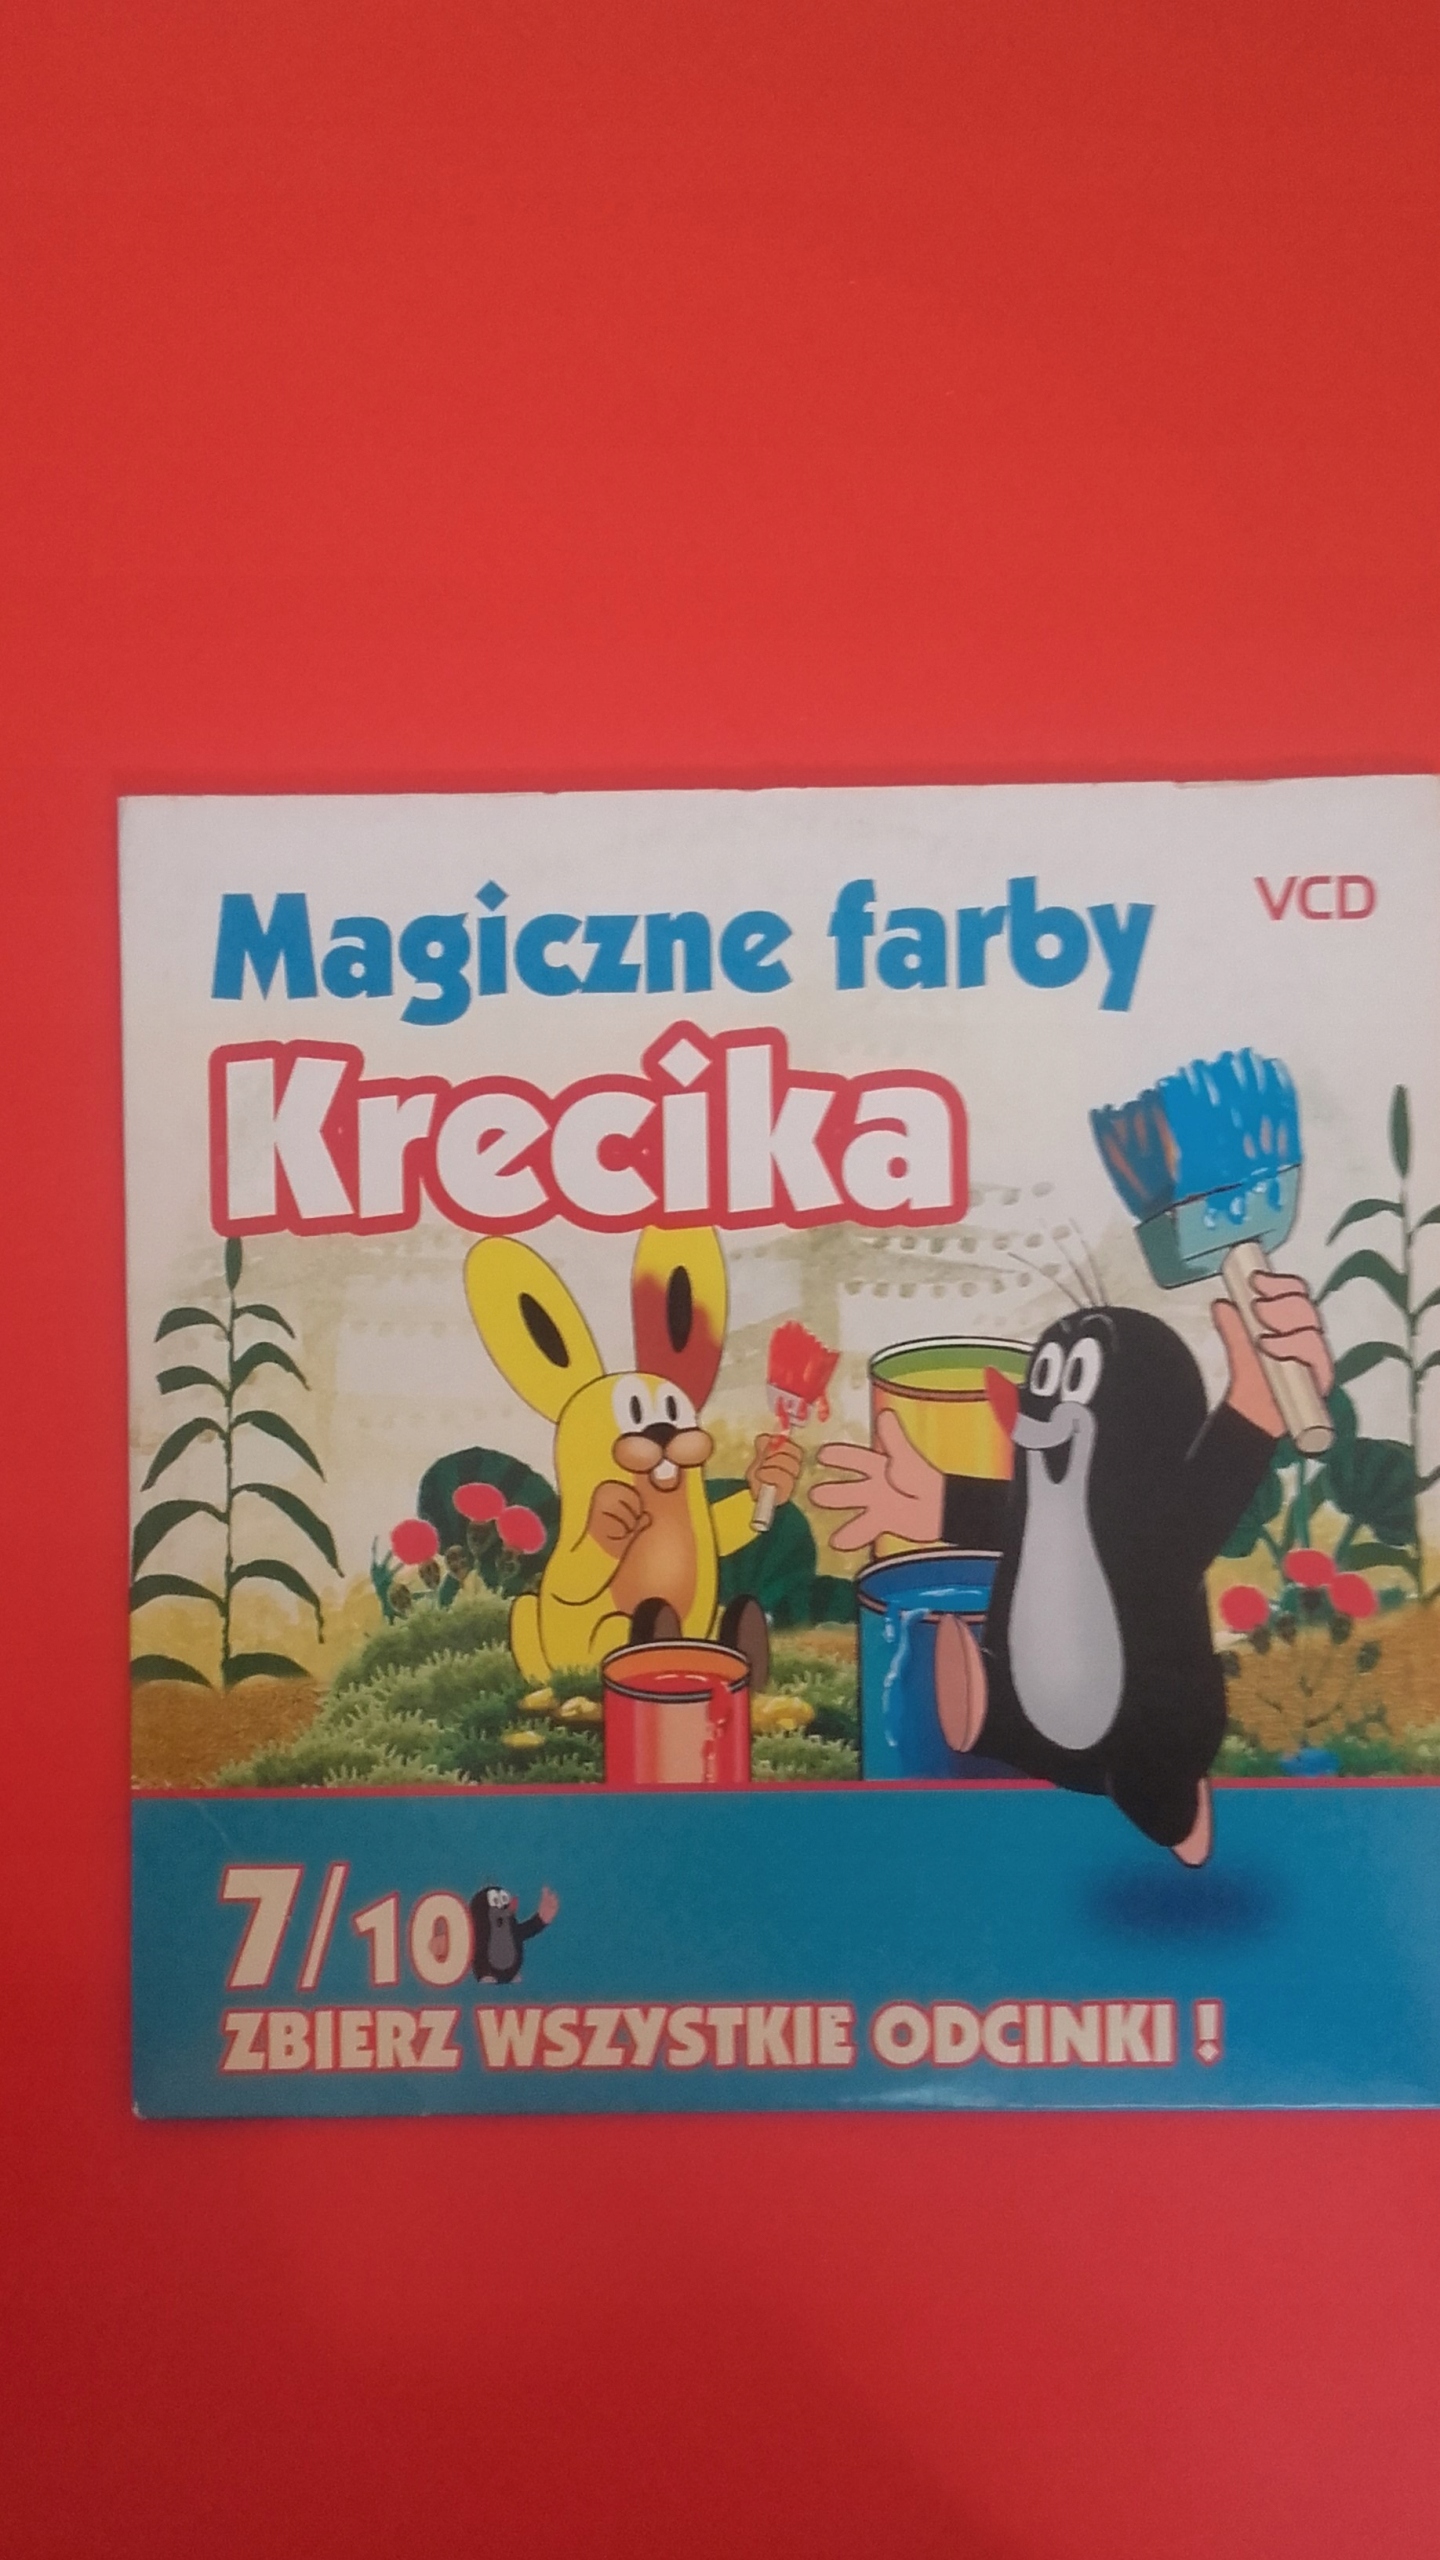 Magiczne farby
VCD
Krecika
7/10
ZBIERZ WSZYSTKIE ODCINKI !